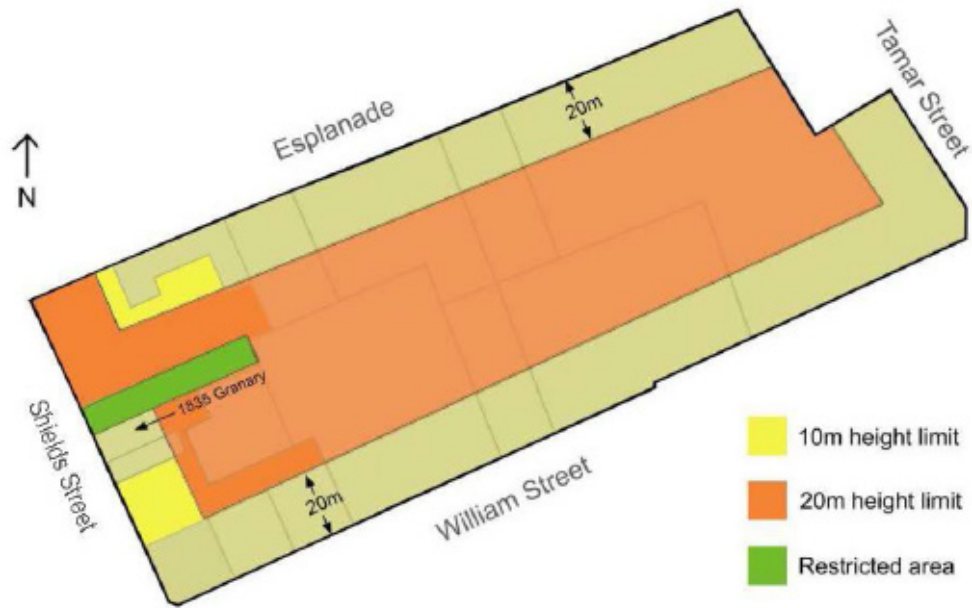 Tamar Street
20m
Esplanade
N
1835 Granary
Shields Street
20m
William Street
10m height limit
20m height limit
Restricted area